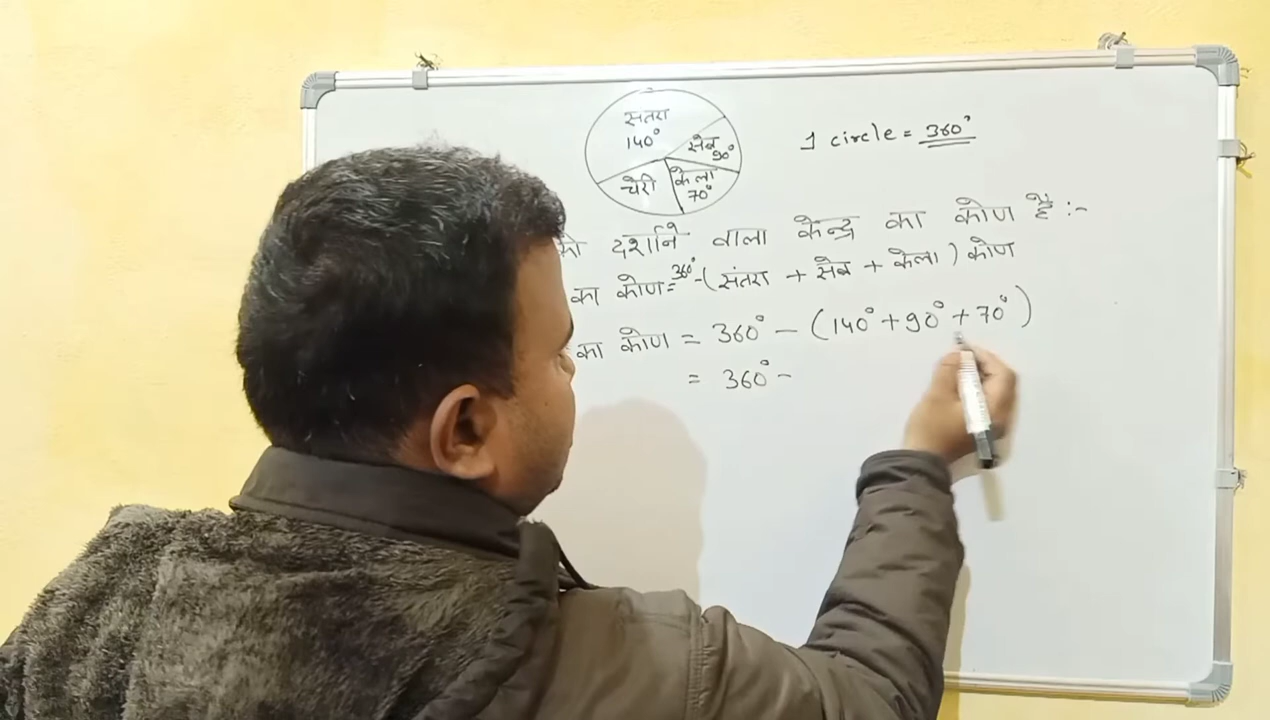 संतरा
140°
सेब
90°
चेरी
केला
70°
1 circle = 360°
को दर्शाने वाला केन्द्र का कोण है :-
का कोण = 360° - (संतरा + सेब + केला) कोण
का कोण = 360° - (140° + 90° + 70°)
= 360° -